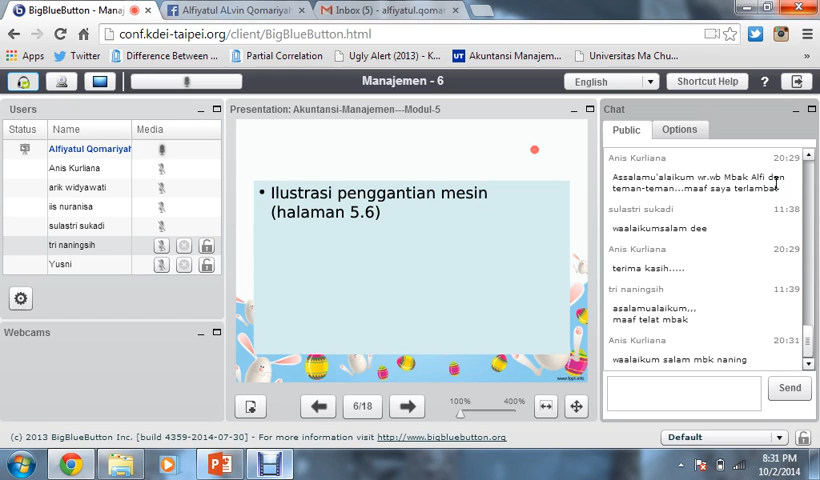 BigBlueButton - Manaj
Alfiyatul ALvin Qomariyah
Inbox (5) - alfiyatul.qomar
conf.kdei-taipei.org/client/BigBlueButton.html
Apps
Twitter
Difference Between ...
Partial Correlation
Ugly Alert (2013) - K...
Akuntansi Manajem...
Universitas Ma Chu...
Manajemen - 6
English
Shortcut Help
?
Users
Status
Name
Media
Alfiyatul Qomariyah
Anis Kurliana
arik widyawati
iis nuranisa
sulastri sukadi
tri naningsih
Yusni
Webcams
Presentation: Akuntansi-Manajemen---Modul-5
• Ilustrasi penggantian mesin
(halaman 5.6)
6/18
100%
400%
Chat
Public
Options
Anis Kurliana 20:29
Assalamu'alaikum wr.wb Mbak Alfi dan
teman-teman...maaf saya terlambat
sulastri sukadi 11:38
waalaikumsalam dee
Anis Kurliana 20:29
terima kasih.....
tri naningsih 11:39
asalamualaikum,,,
maaf telat mbak
Anis Kurliana 20:31
waalaikum salam mbk naning
Send
(c) 2013 BigBlueButton Inc. [build 4359-2014-07-30] - For more information visit http://www.bigbluebutton.org
Default
8:31 PM
10/2/2014